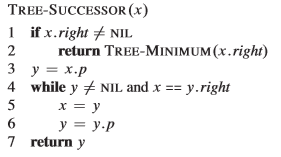 TREE-SUCCESSOR(x)
1 if x.right ≠ NIL
2 return TREE-MINIMUM(x.right)
3 y = x.p
4 while y ≠ NIL and x == y.right
5 x = y
6 y = y.p
7 return y